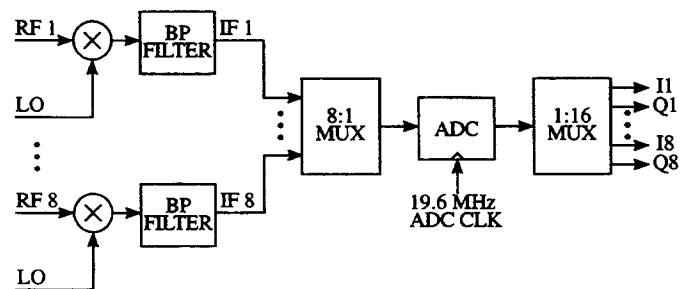 RF 1
BP
FILTER
IF 1
LO
8:1
MUX
ADC
1:16
MUX
I1
Q1
I8
Q8
19.6 MHz
ADC CLK
RF 8
BP
FILTER
IF 8
LO